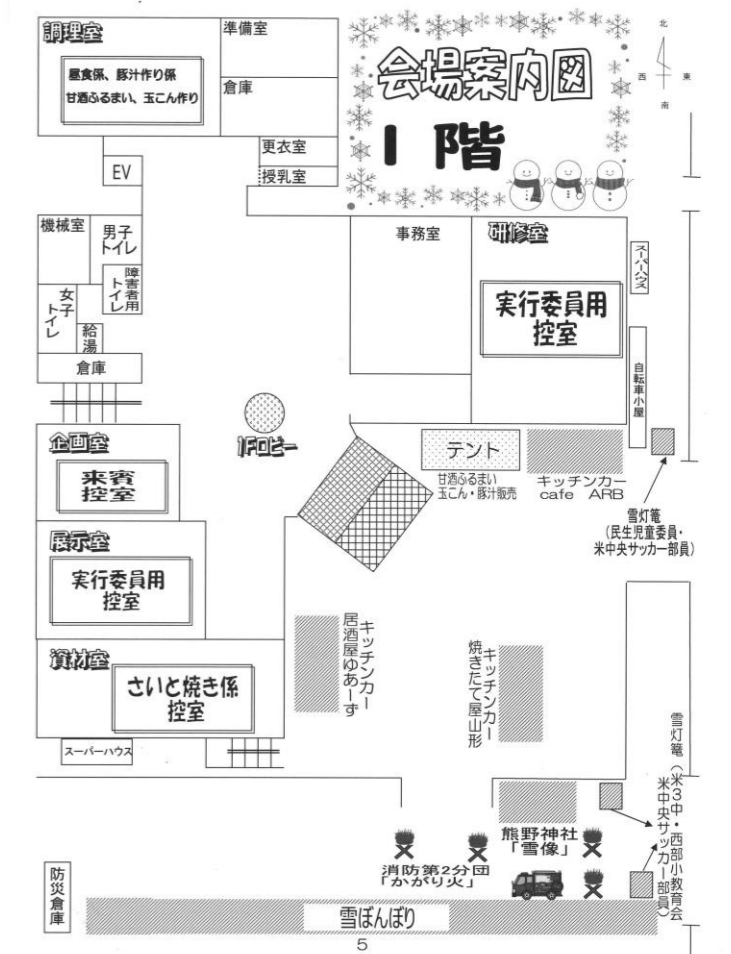 調理室
昼食係、豚汁作り係
甘酒ふるまい、玉こん作り
準備室
倉庫
更衣室
授乳室
会場案内図
1階
北
西
東
南
EV
機械室
男子
トイレ
障害者用
トイレ
女子
トイレ
給湯
倉庫
事務室
研修室
実行委員用
控室
スーパーハウス
自転車小屋
1Fロビー
テント
甘酒ふるまい
玉こん・豚汁販売
キッチンカー
cafe ARB
雪灯篭
(民生児童委員・
米中央サッカー部員)
企画室
来賓
控室
展示室
実行委員用
控室
資材室
さいと焼き係
控室
スーパーハウス
キッチンカー
居酒屋ゆあーず
キッチンカー
焼きたて屋山形
雪灯篭(米3中・西部小教育会
米中央サッカー部員)
熊野神社
「雪像」
消防第2分団
「かがり火」
防災倉庫
雪ぼんぼり
5